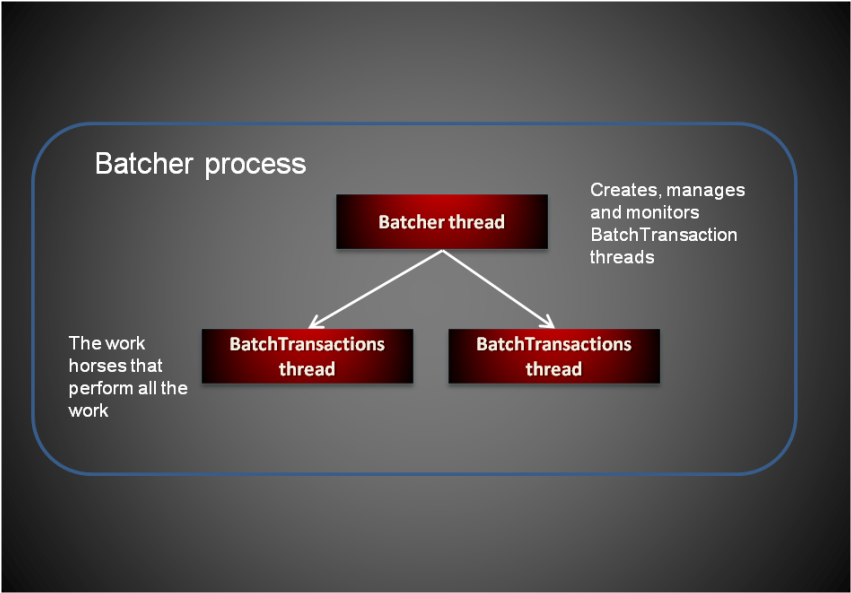 Batcher process
Creates, manages
and monitors
BatchTransaction
threads
Batcher thread
The work
horses that
perform all the
work
BatchTransactions
thread
BatchTransactions
thread